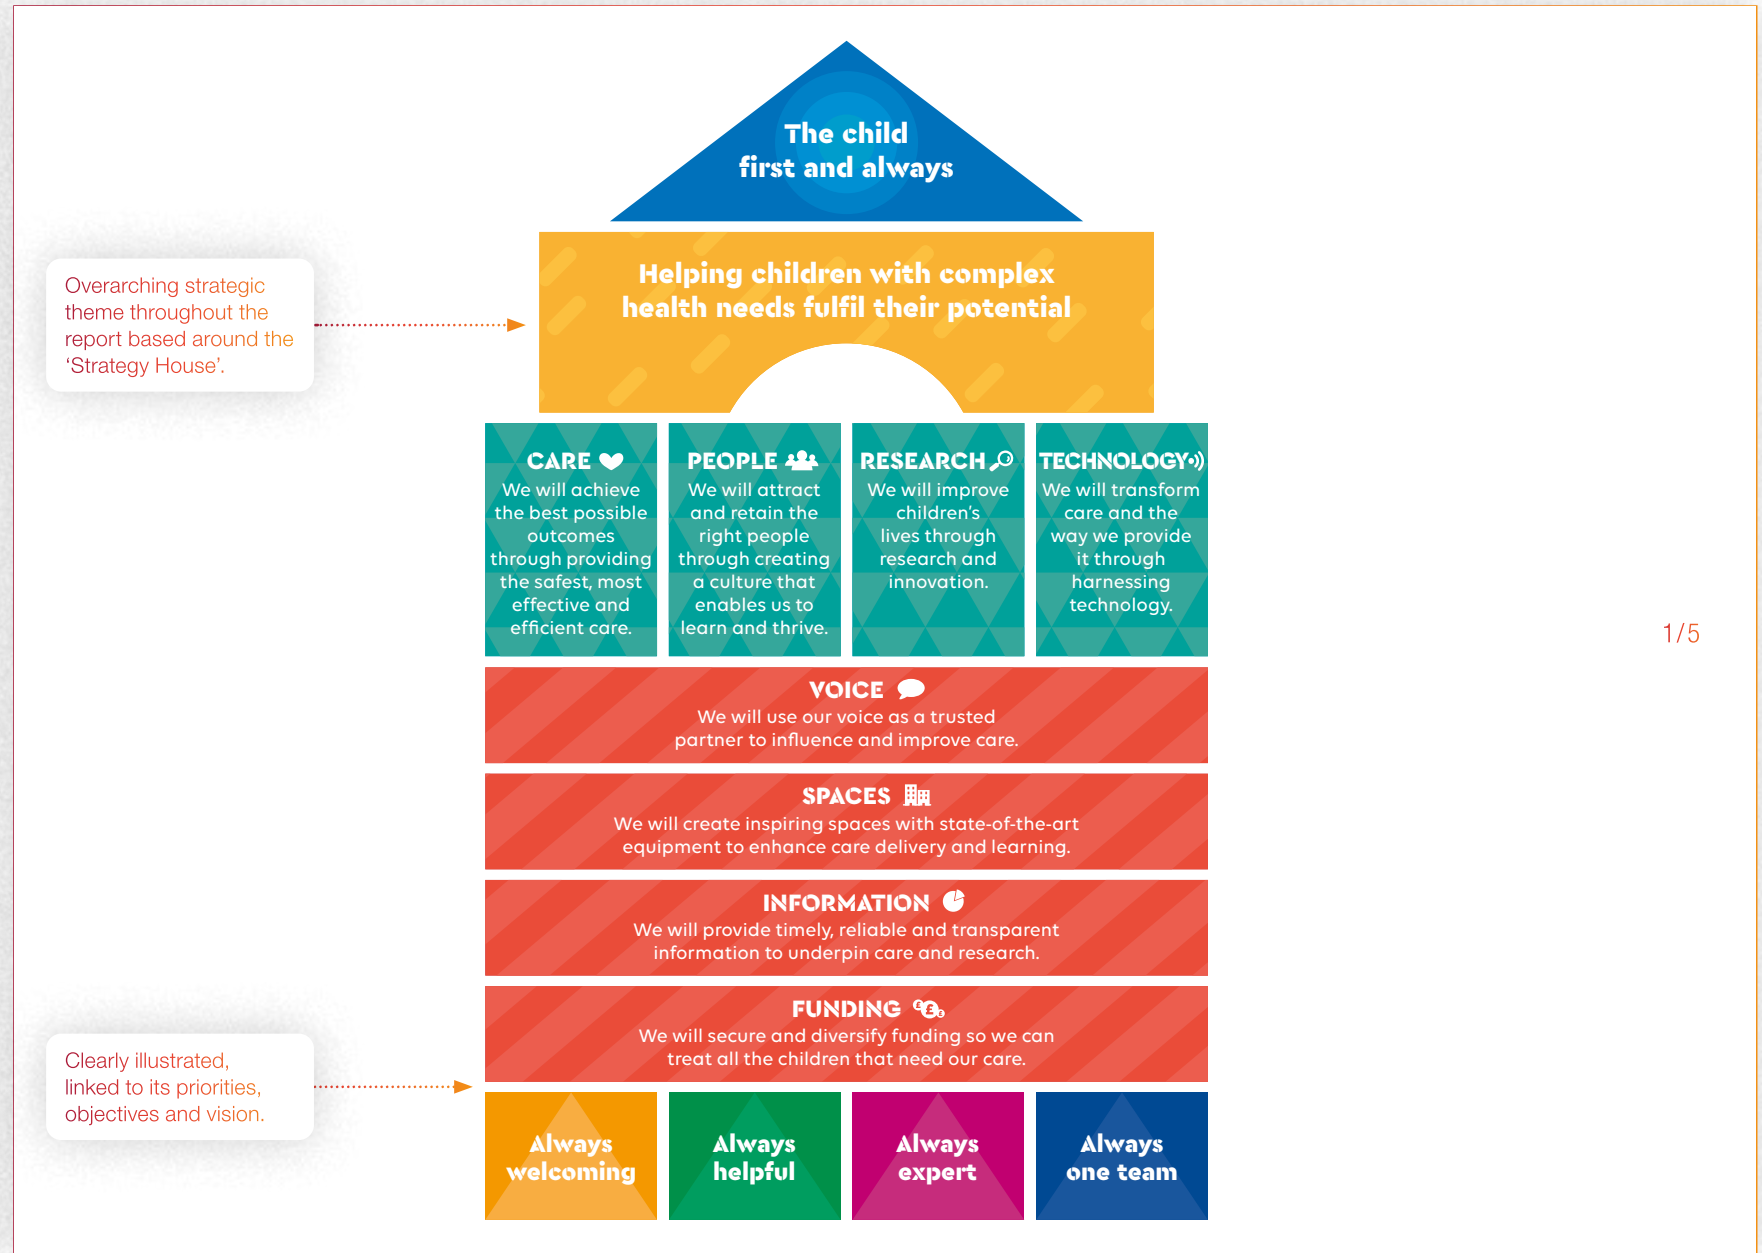 The child
first and always
Overarching strategic
theme throughout the
report based around the
‘Strategy House’.
Helping children with complex
health needs fulfil their potential
CARE
We will achieve
the best possible
outcomes
through providing
the safest, most
effective and
efficient care.
PEOPLE
We will attract
and retain the
right people
through creating
a culture that
enables us to
learn and thrive.
RESEARCH
We will improve
children’s
lives through
research and
innovation.
TECHNOLOGY
We will transform
care and the
way we provide
it through
harnessing
technology.
1/5
VOICE
We will use our voice as a trusted
partner to influence and improve care.
SPACES
We will create inspiring spaces with state-of-the-art
equipment to enhance care delivery and learning.
INFORMATION
We will provide timely, reliable and transparent
information to underpin care and research.
FUNDING £ £ £
We will secure and diversify funding so we can
treat all the children that need our care.
Clearly illustrated,
linked to its priorities,
objectives and vision.
Always
welcoming
Always
helpful
Always
expert
Always
one team